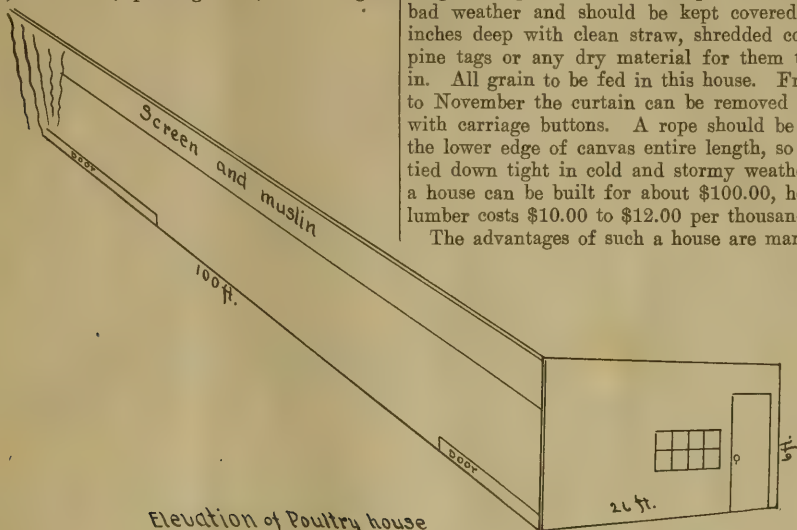 bad weather and should be kept covered
inches deep with clean straw, shredded co
pine tags or any dry material for them t
in. All grain to be fed in this house. Fr
to November the curtain can be removed
with carriage buttons. A rope should be
the lower edge of canvas entire length, so
tied down tight in cold and stormy weath
a house can be built for about $100.00, h
lumber costs $10.00 to $12.00 per thousan
The advantages of such a house are mar
Screen and muslin
DOOR
100 ft.
DOOR
6 ft.
26 ft.
Elevation of Poultry house